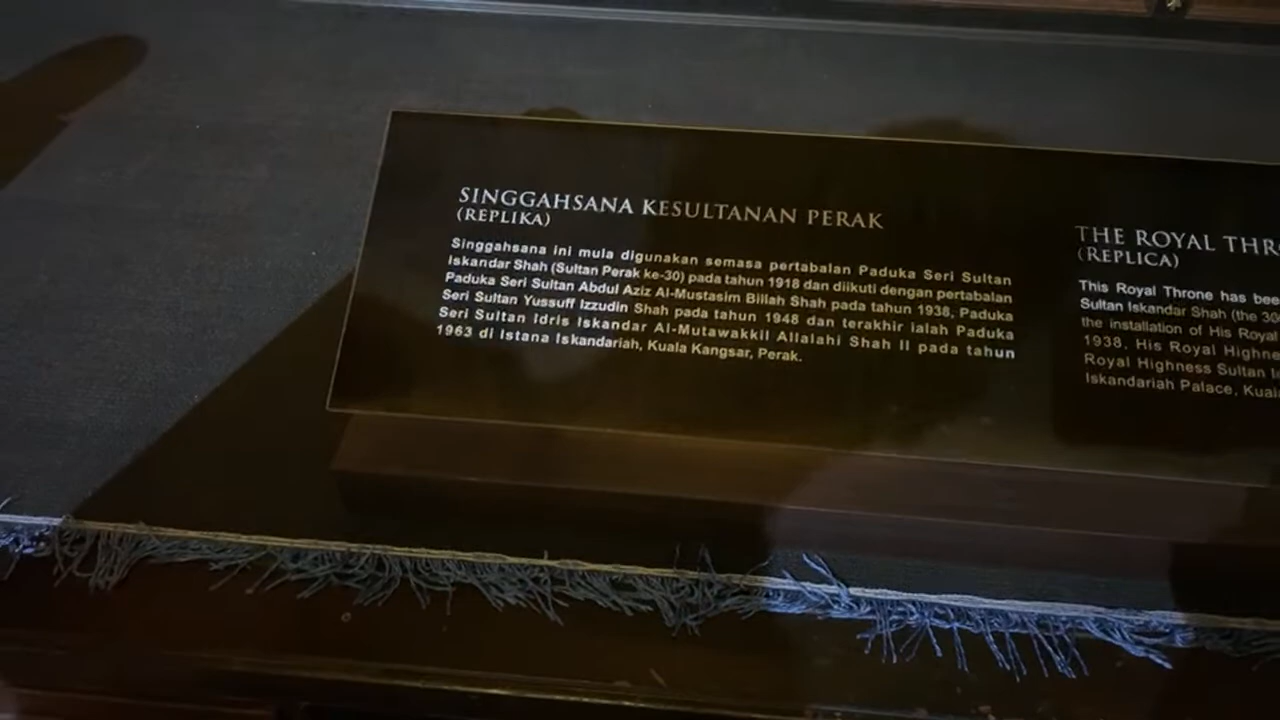 SINGGAHSANA KESULTANAN PERAK
(REPLIKA)
Singgahsana ini mula digunakan semasa pertabalan Paduka Seri Sultan
Iskandar Shah (Sultan Perak ke-30) pada tahun 1918 dan diikuti dengan pertabalan
Paduka Seri Sultan Abdul Aziz Al-Mustasim Billah Shah pada tahun 1938, Paduka
Seri Sultan Yussuff Izzudin Shah pada tahun 1948 dan terakhir ialah Paduka
Seri Sultan Idris Iskandar Al-Mutawakkil Allalahi Shah II pada tahun
1963 di Istana Iskandariah, Kuala Kangsar, Perak.
THE ROYAL THR
(REPLICA)
This Royal Throne has bee
Sultan Iskandar Shah (the 30
the installation of His Royal
1938, His Royal Highne
Royal Highness Sultan I
Iskandariah Palace, Kual